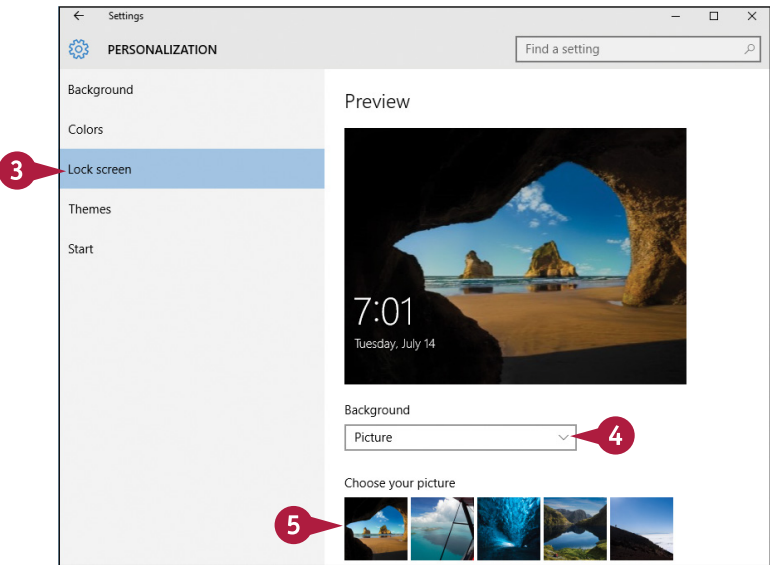 Settings
PERSONALIZATION
Find a setting
Background
Colors
3
Lock screen
Themes
Start
Preview
7:01
Tuesday, July 14
Background
Picture
4
Choose your picture
5